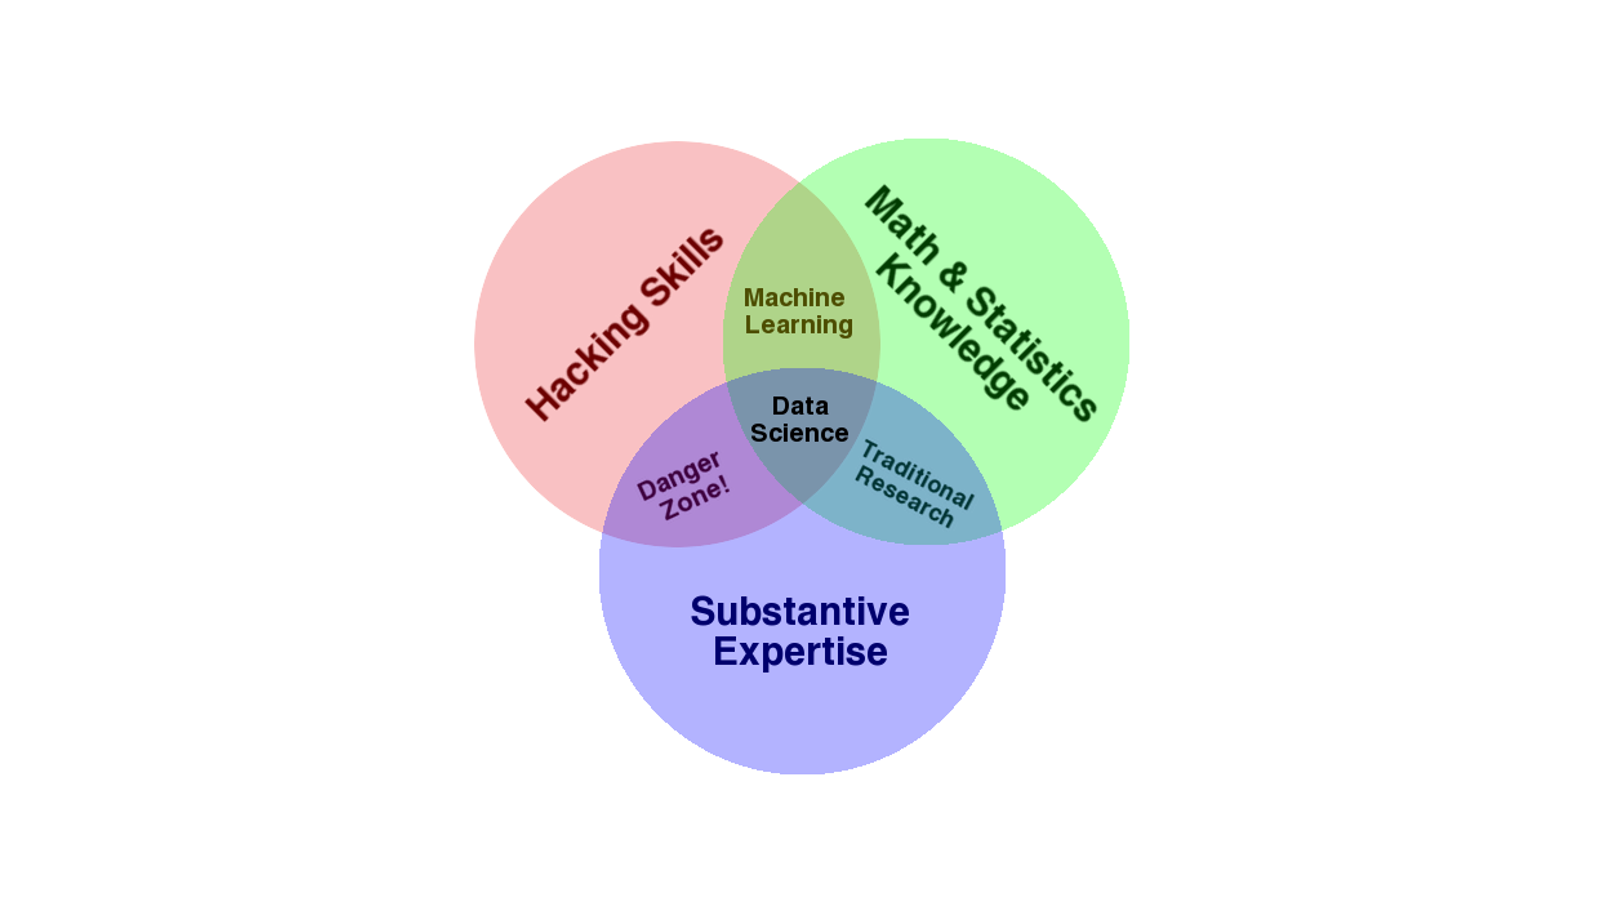 Hacking Skills
Math & Statistics
Knowledge
Machine
Learning
Data
Science
Danger
Zone!
Traditional
Research
Substantive
Expertise